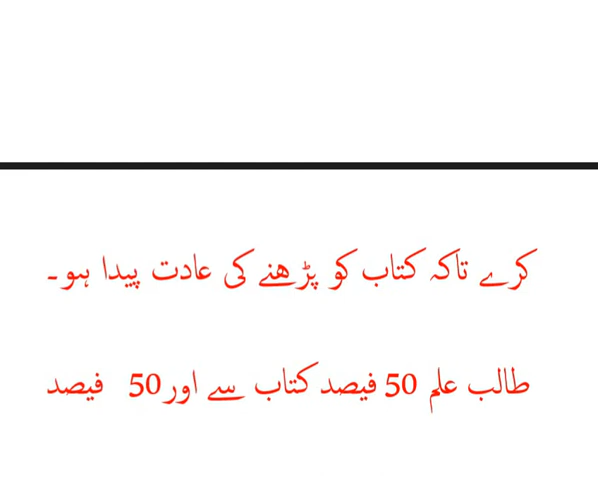 کرے تاکہ کتاب کو پڑھنے کی عادت پیدا ہو۔
طالب علم 50 فیصد کتاب سے اور 50 فیصد